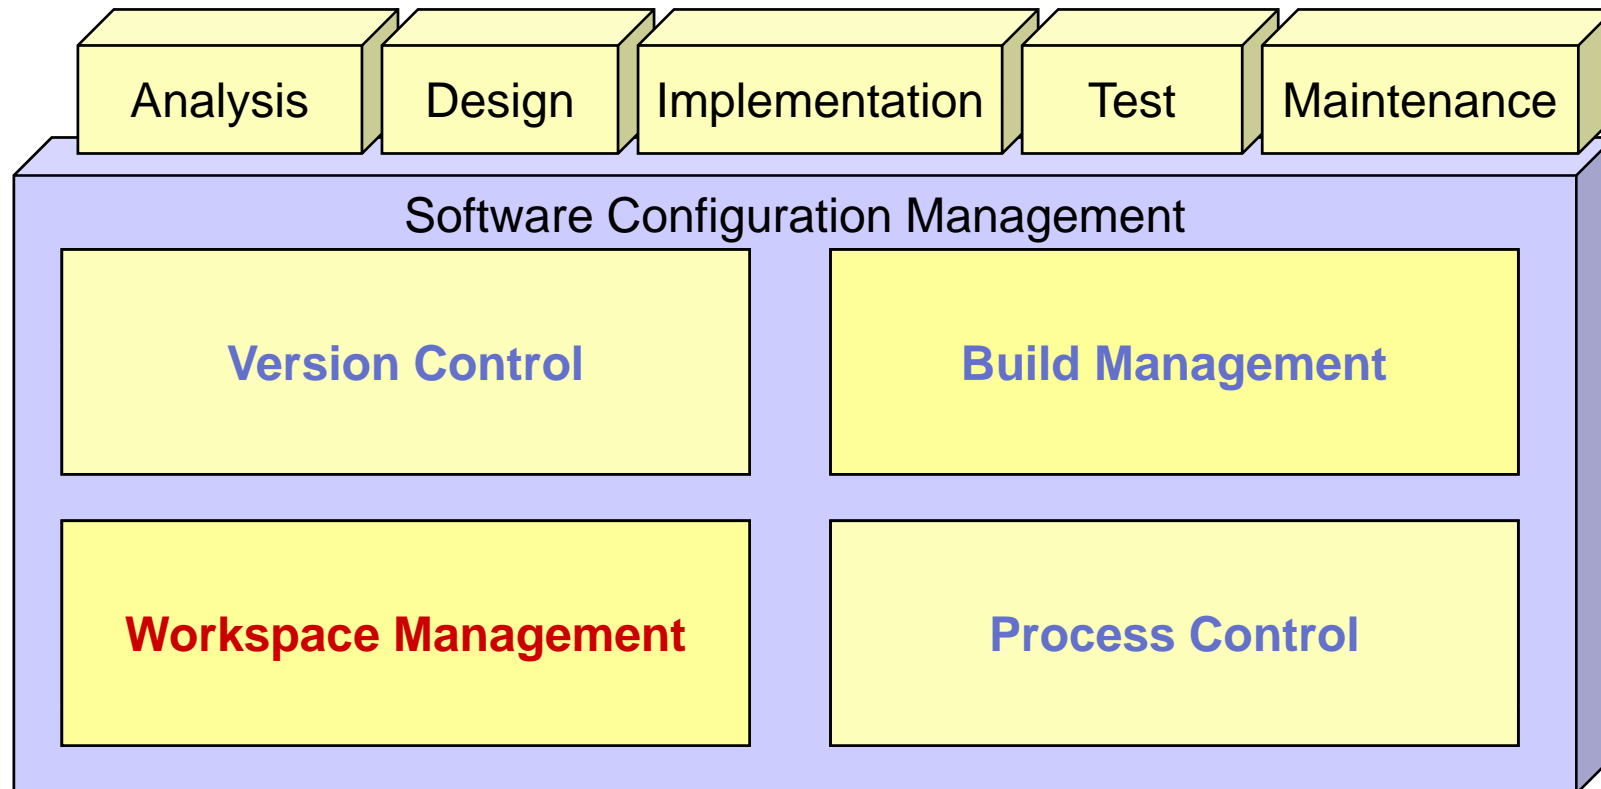 Analysis
Design
Implementation
Test
Maintenance
Software Configuration Management
Version Control
Build Management
Workspace Management
Process Control